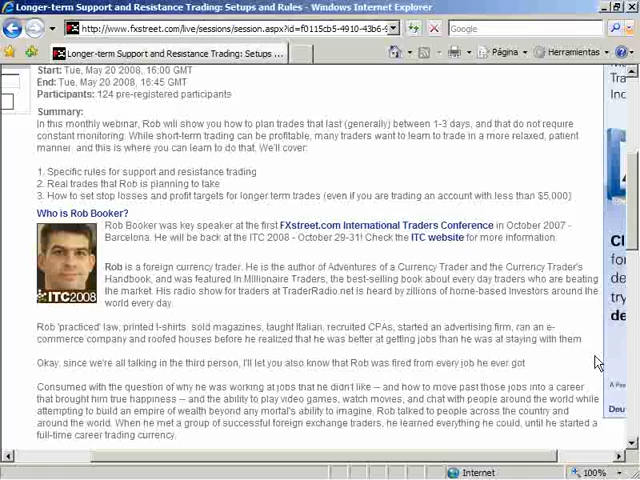 Longer-term Support and Resistance Trading: Setups and Rules - Windows Internet Explorer
http://www.fxstreet.com/live/sessions/session.aspx?id=f0115cb5-4910-43b6-9
Google
Longer-term Support and Resistance Trading: Setups ...
Página
Herramientas
Start: Tue, May 20 2008, 16:00 GMT
End: Tue, May 20 2008, 16:45 GMT
Participants: 124 pre-registered participants
Summary:
In this monthly webinar, Rob will show you how to plan trades that last (generally) between 1-3 days, and that do not require
constant monitoring. While short-term trading can be profitable, many traders want to learn to trade in a more relaxed, patient
manner and this is where you can learn to do that. We'll cover:
1. Specific rules for support and resistance trading
2. Real trades that Rob is planning to take
3. How to set stop losses and profit targets for longer term trades (even if you are trading an account with less than $5,000)
Who is Rob Booker?
Rob Booker was key speaker at the first FXstreet.com International Traders Conference in October 2007 -
Barcelona. He will be back at the ITC 2008 - October 29-31! Check the ITC website for more information.
ITC2008
Rob is a foreign currency trader. He is the author of Adventures of a Currency Trader and the Currency Trader's
Handbook, and was featured in Millionaire Traders, the best-selling book about every day traders who are beating
the market. His radio show for traders at TraderRadio.net is heard by zillions of home-based Investors around the
world every day.
Rob 'practiced' law, printed t-shirts, sold magazines, taught Italian, recruited CPAs, started an advertising firm, ran an e-
commerce company and roofed houses before he realized that he was better at getting jobs than he was at staying with them.
Okay, since we're all talking in the third person, I'll let you also know that Rob was fired from every job he ever got
Consumed with the question of why he was working at jobs that he didn't like -- and how to move past those jobs into a career
that brought him true happiness -- and the ability to play video games, watch movies, and chat with people around the world while
attempting to build an empire of wealth beyond any mortal's ability to imagine, Rob talked to people across the country and
around the world. When he met a group of successful foreign exchange traders, he learned everything he could, until he started a
full-time career trading currency.
Tra
Inc
Cl
for
de
the
de
A Pas
Deut
Internet
100%